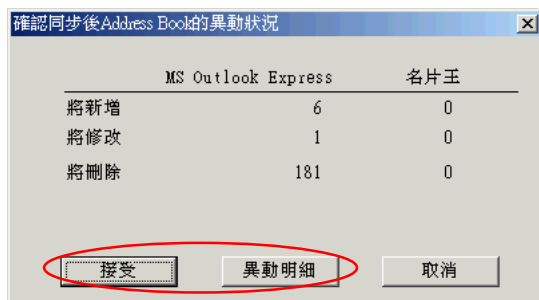 確認同步後Address Book的異動狀況
MS Outlook Express 名片王
將新增 6 0
將修改 1 0
將刪除 181 0
接受 異動明細 取消